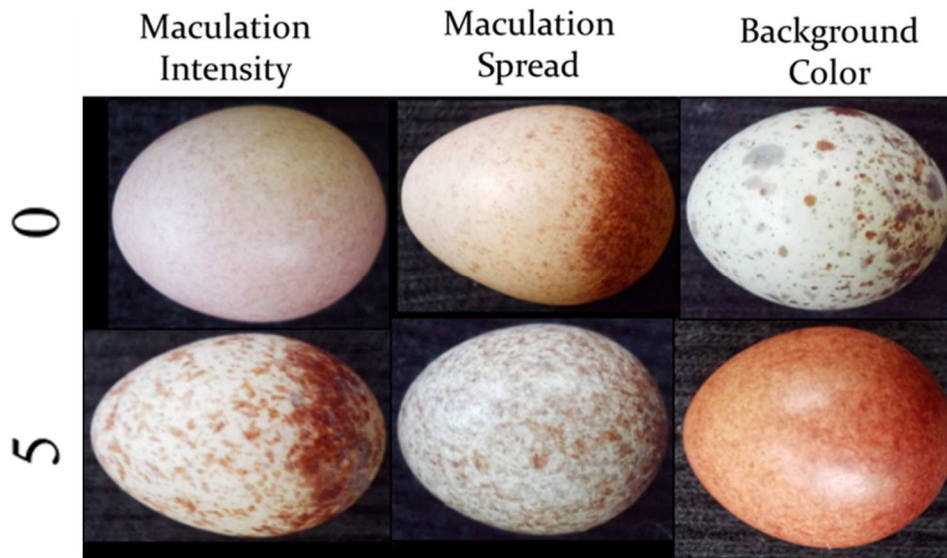 Maculation
Intensity
Maculation
Spread
Background
Color
0
5